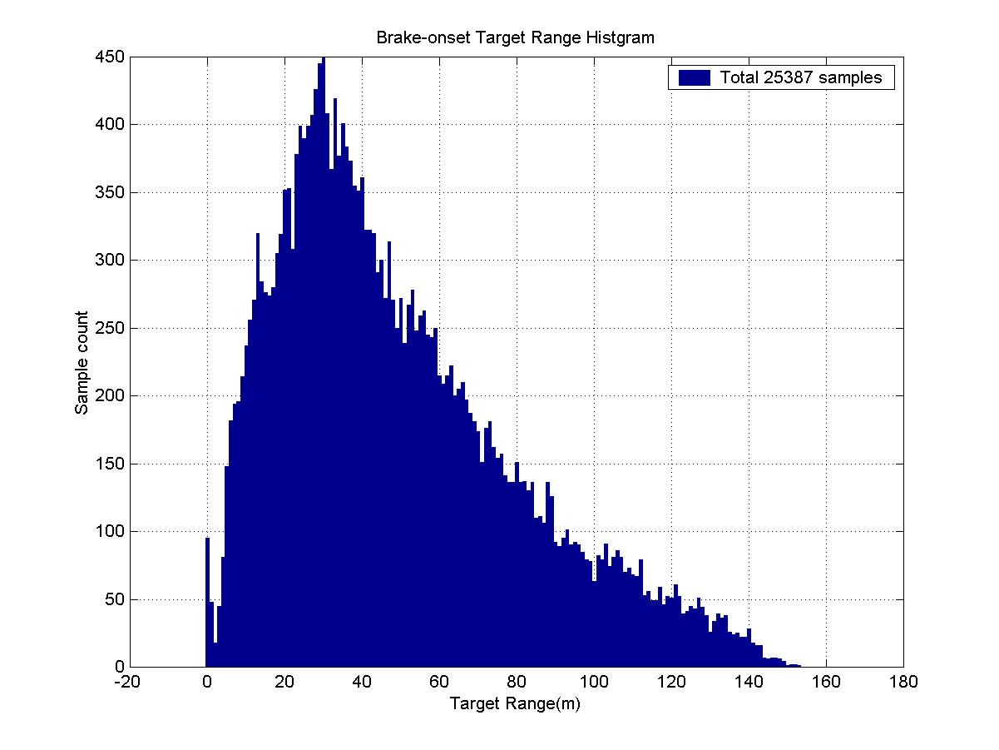 Brake-onset Target Range Histgram
Total 25387 samples
450
400
350
300
250
200
150
100
50
0
Sample count
-20 0 20 40 60 80 100 120 140 160 180
Target Range(m)